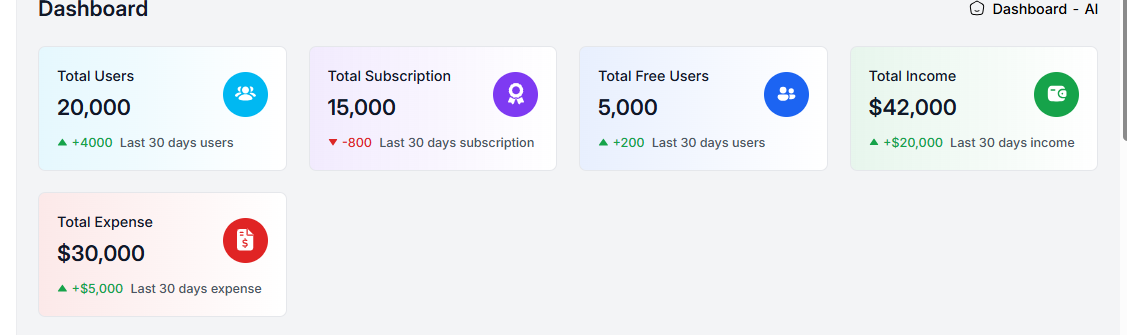 Dashboard
Dashboard - AI
Total Users
20,000
+4000 Last 30 days users
Total Subscription
15,000
-800 Last 30 days subscription
Total Free Users
5,000
+200 Last 30 days users
Total Income
$42,000
+$20,000 Last 30 days income
Total Expense
$30,000
$
+$5,000 Last 30 days expense